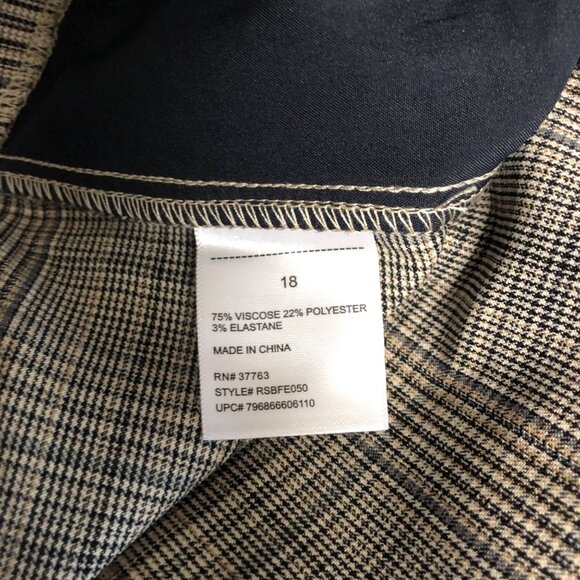 18
75% VISCOSE 22% POLYESTER
3% ELASTANE
MADE IN CHINA
RN# 37763
STYLE# RSBFE050
UPC# 796866606110